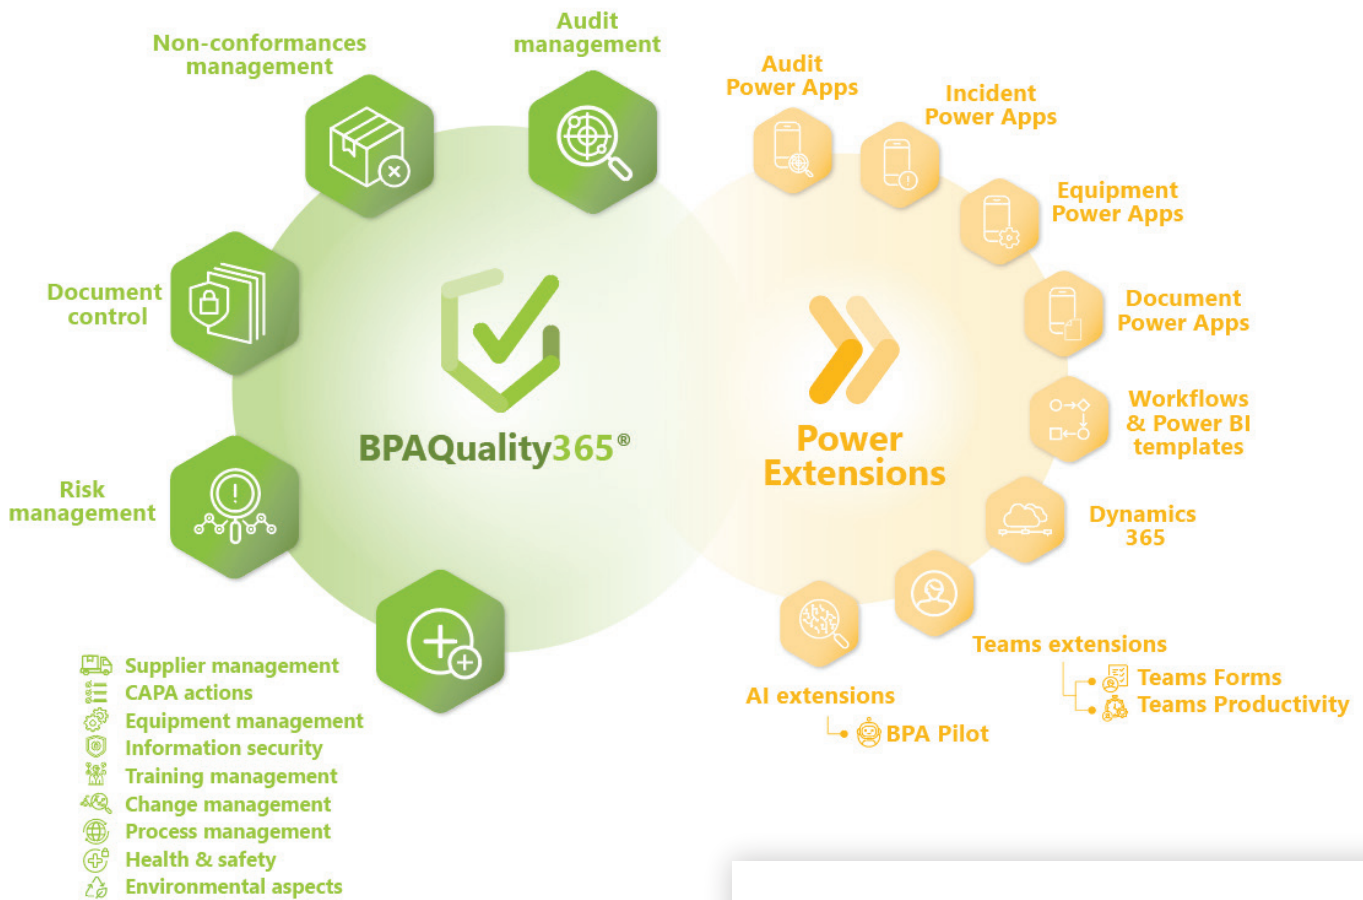 Non-conformances
management
Audit
management
Document
control
Risk
management
BPAQuality365®
Supplier management
CAPA actions
Equipment management
Information security
Training management
Change management
Process management
Health & safety
Environmental aspects
Audit
Power Apps
Incident
Power Apps
Equipment
Power Apps
Document
Power Apps
Workflows
& Power BI
templates
Dynamics
365
Power
Extensions
Teams extensions
Teams Forms
Teams Productivity
AI extensions
BPA Pilot